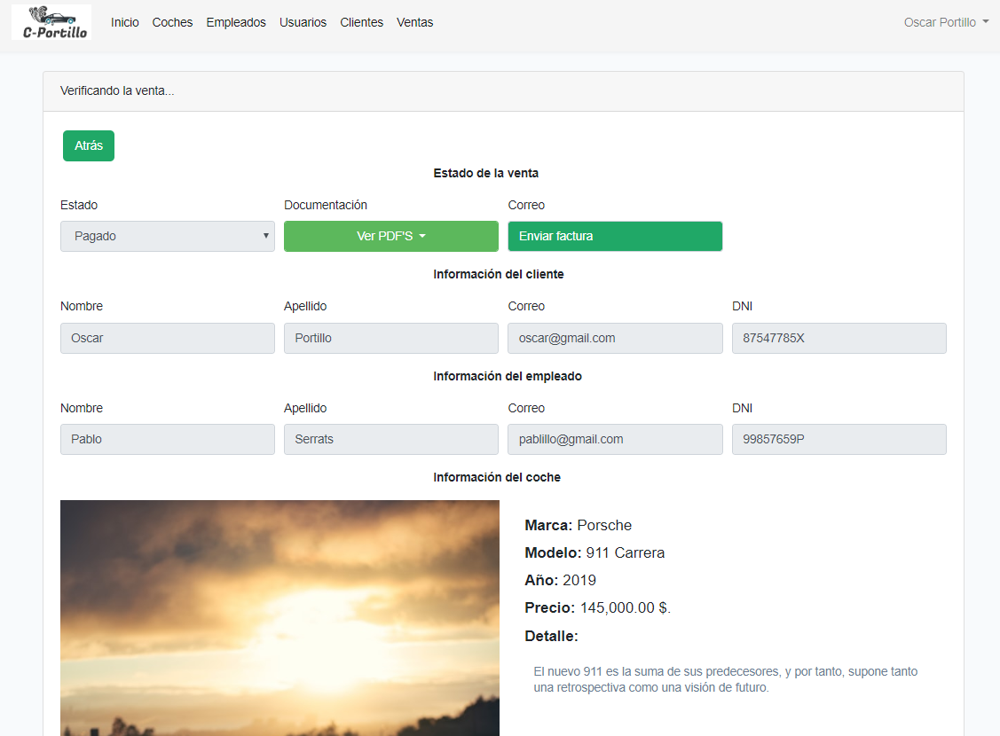 C-Portillo
Inicio Coches Empleados Usuarios Clientes Ventas
Oscar Portillo
Verificando la venta...
Atrás
Estado de la venta
Estado Documentación Correo
Pagado Ver PDF'S Enviar factura
Información del cliente
Nombre Apellido Correo DNI
Oscar Portillo oscar@gmail.com 87547785X
Información del empleado
Nombre Apellido Correo DNI
Pablo Serrats pablillo@gmail.com 99857659P
Información del coche
Marca: Porsche
Modelo: 911 Carrera
Año: 2019
Precio: 145,000.00 $.
Detalle:
El nuevo 911 es la suma de sus predecesores, y por tanto, supone tanto
una retrospectiva como una visión de futuro.